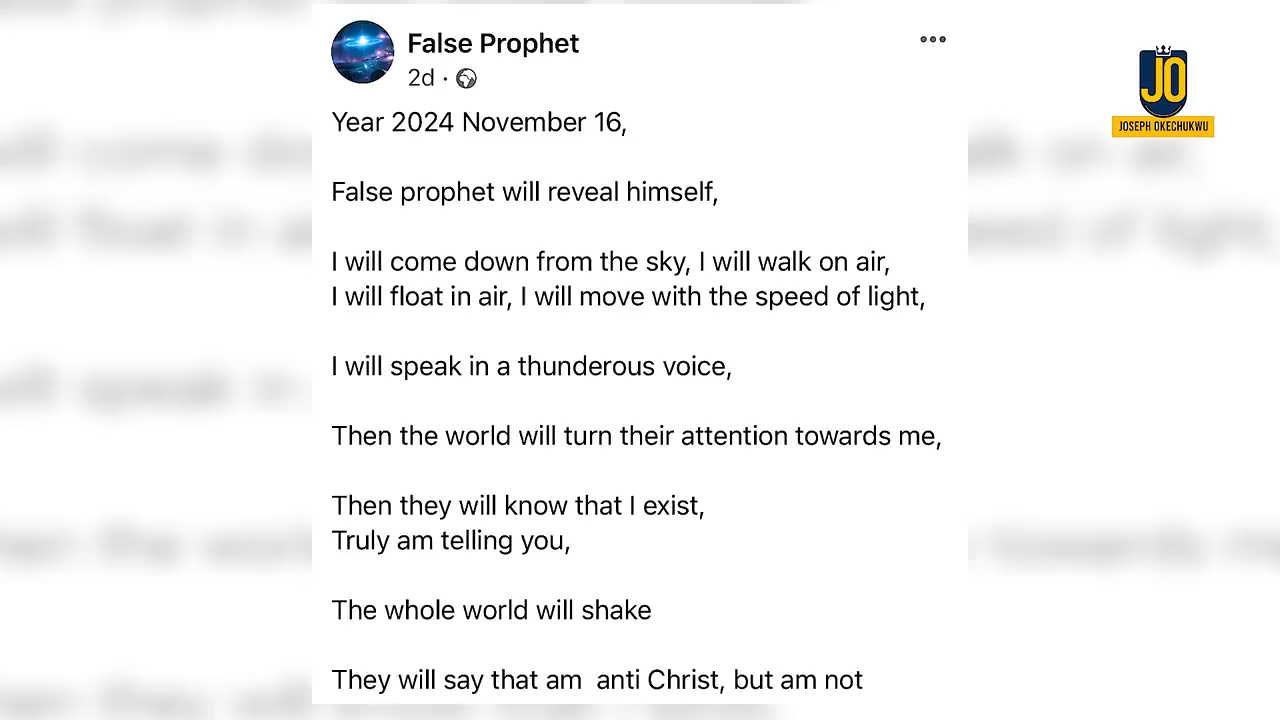 False Prophet
2d ·
JO
JOSEPH OKECHUKWU
Year 2024 November 16,
False prophet will reveal himself,
I will come down from the sky, I will walk on air,
I will float in air, I will move with the speed of light,
I will speak in a thunderous voice,
Then the world will turn their attention towards me,
Then they will know that I exist,
Truly am telling you,
The whole world will shake
They will say that am  anti Christ, but am not